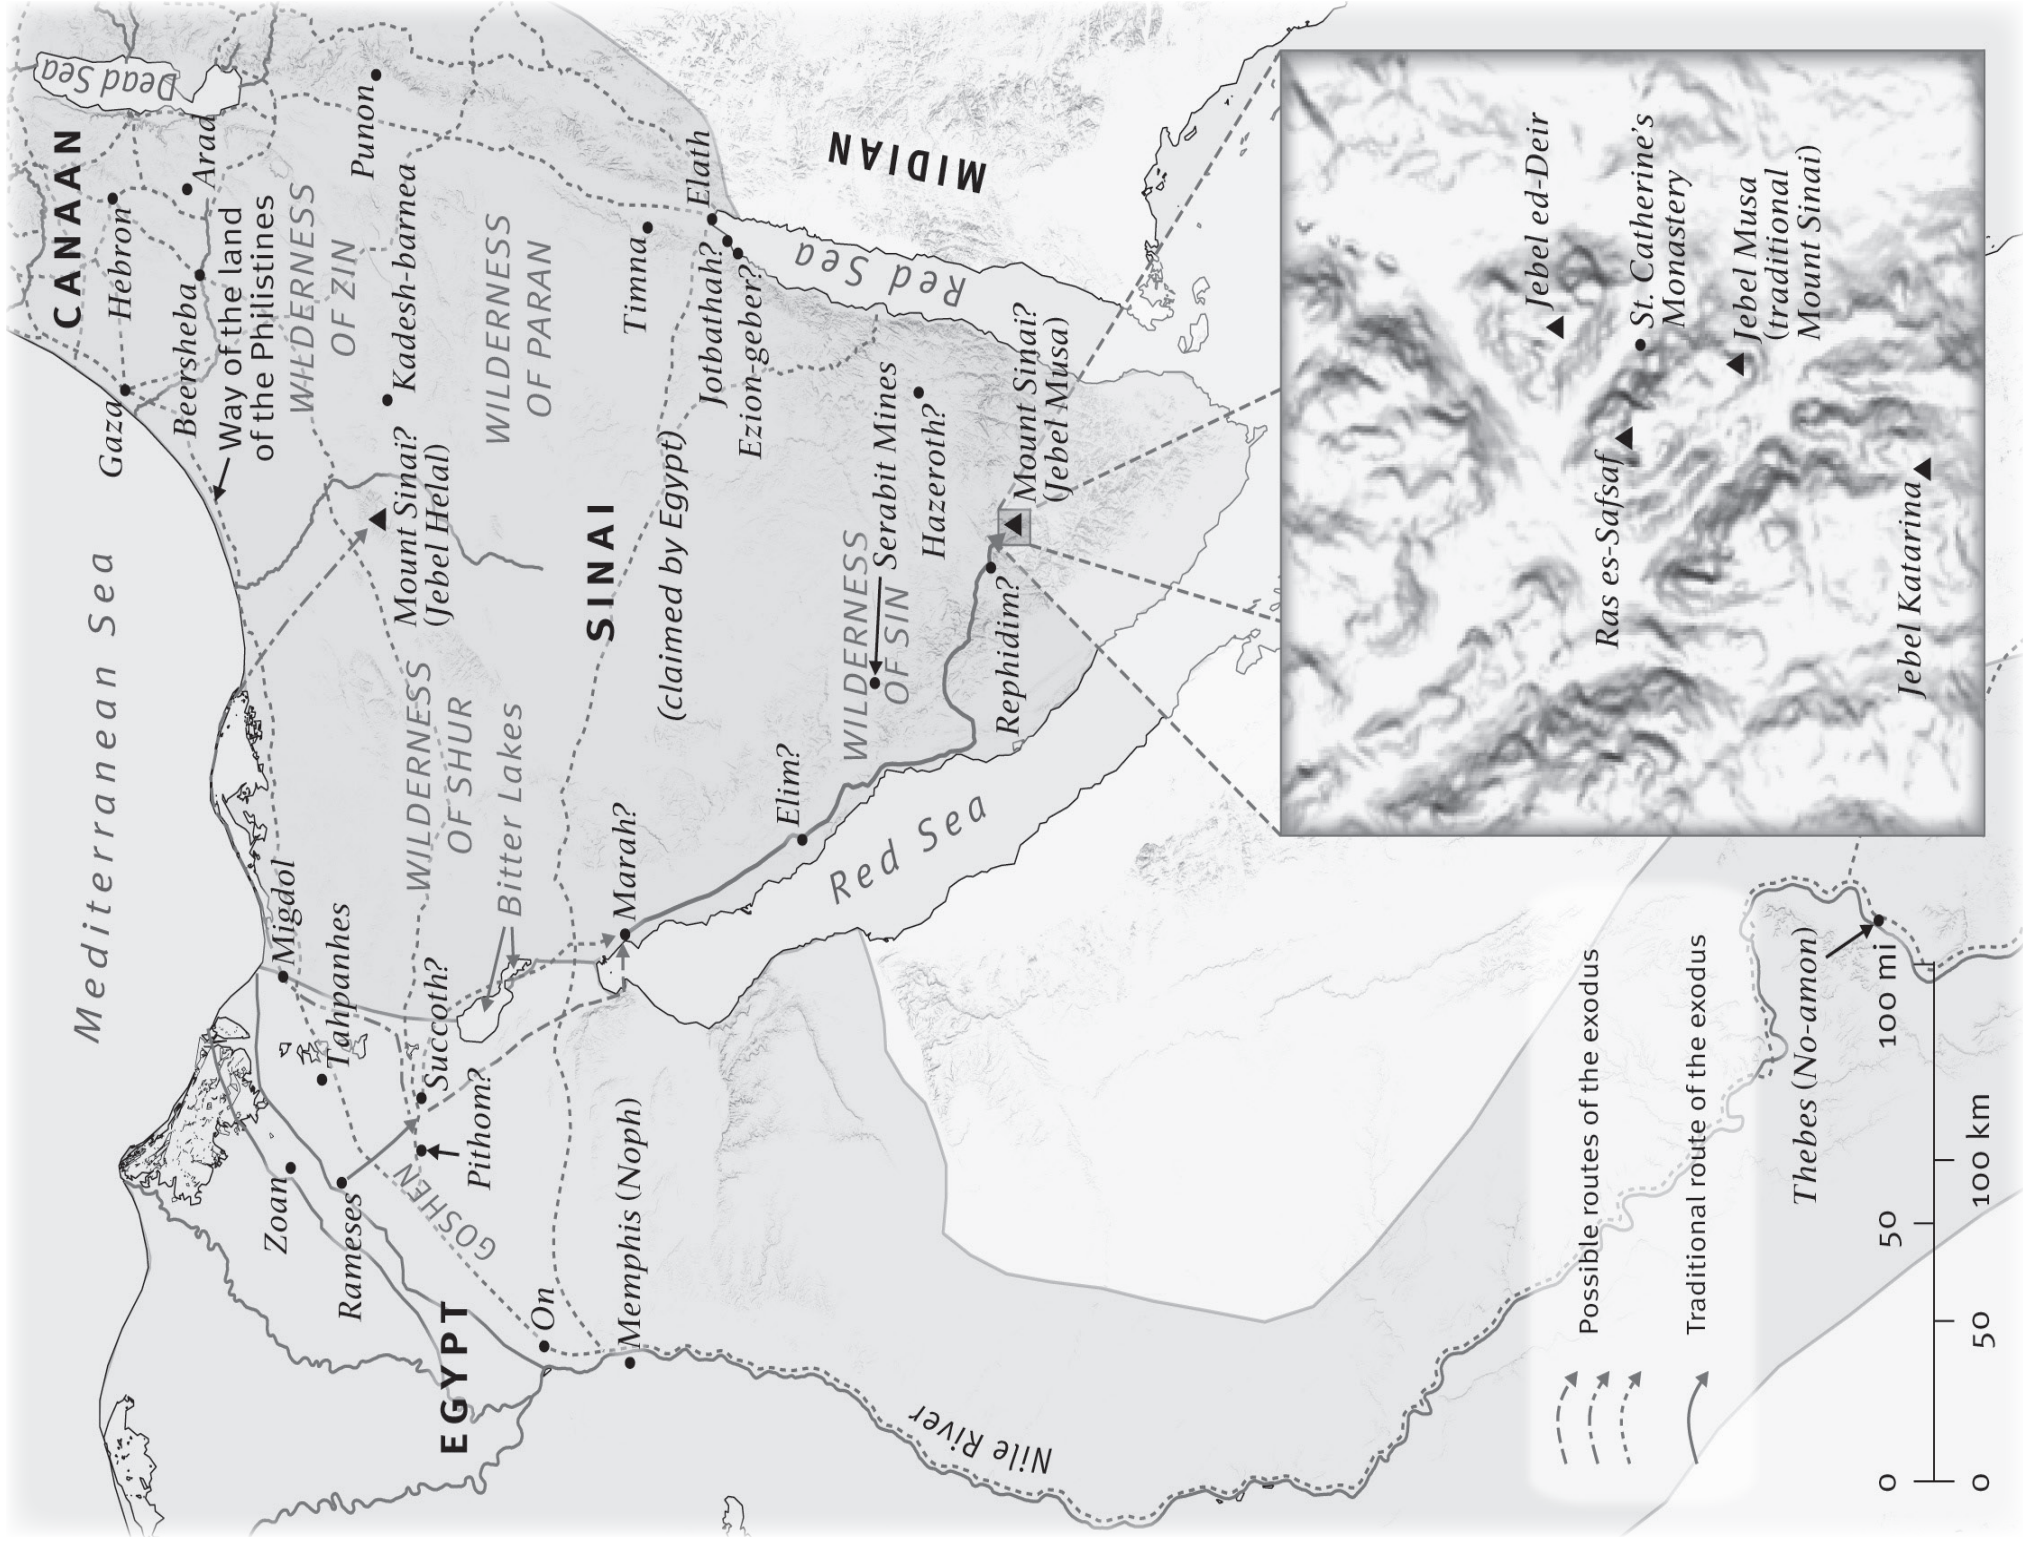 Mediterranean Sea
CANAAN
Dead Sea
Hebron
Arad
Gaza
Beersheba
Way of the land
of the Philistines
WILDERNESS
OF ZIN
Punon
Kadesh-barnea
Mount Sinai?
(Jebel Helal)
WILDERNESS
OF PARAN
WILDERNESS
OF SHUR
Bitter Lakes
Migdol
Tahpanhes
Zoan
Rameses
Succoth?
Pithom?
GOSHEN
EGYPT
On
Memphis (Noph)
SINAI
(claimed by Egypt)
Timna
Elath
Jotbathah?
Ezion-geber?
MIDIAN
Red Sea
Marah?
Elim?
Red Sea
WILDERNESS
OF SIN
Serabit Mines
Hazeroth?
Rephidim?
Mount Sinai?
(Jebel Musa)
Nile River
Jebel ed-Deir
St. Catherine's
Monastery
Ras es-Safsaf
Jebel Musa
(traditional
Mount Sinai)
Jebel Katarina
Possible routes of the exodus
Traditional route of the exodus
Thebes (No-amon)
0 50 100 mi
0 50 100 km